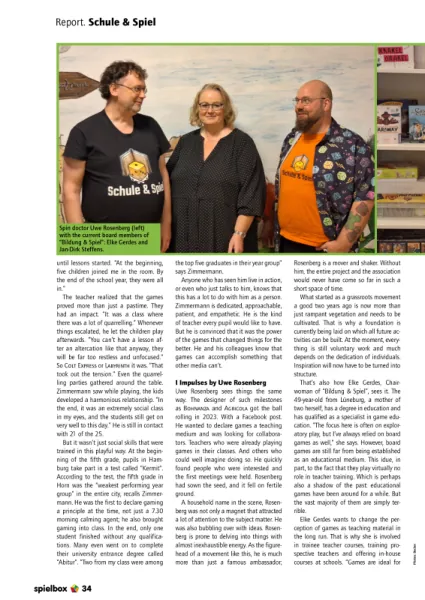 Report. Schule & Spiel
Schule & Spiel
Spin doctor Uwe Rosenberg (left)
with the current board members of
"Bildung & Spiel": Elke Gerdes and
Jan-Dirk Steffens.
until lessons started. "At the beginning,
five children joined me in the room. By
the end of the school year, they were all
in."
The teacher realized that the games
proved more than just a pastime. They
had an impact. "It was a class where
there was a lot of quarrelling." Whenever
things escalated; he let the children play
afterwards. "You can't have a lesson af-
ter an altercation like that anyway, they
will be far too restless and unfocused."
So COLT EXPRESS or LABYRINTH it was. "That
took out the tension." Even the quarrel-
ling parties gathered around the table.
Zimmermann saw while playing, the kids
developed a harmonious relationship. "In
the end, it was an extremely social class
in my eyes, and the students still get on
very well to this day." He is still in contact
with 21 of the 25.
But it wasn't just social skills that were
trained in this playful way. At the begin-
ning of the fifth grade, pupils in Ham-
burg take part in a test called "Kermit".
According to the test, the fifth grade in
Horn was the "weakest performing year
group" in the entire city, recalls Zimmer-
mann. He was the first to declare gaming
a principle at the time, not just a 7.30
morning calming agent; he also brought
gaming into class. In the end, only one
student finished without any qualifica-
tions. Many even went on to complete
their university entrance degree called
"Abitur". "Two from my class were among
the top five graduates in their year group"
says Zimmermann.
Anyone who has seen him live in action,
or even who just talks to him, knows that
this has a lot to do with him as a person.
Zimmermann is dedicated, approachable,
patient, and empathetic. He is the kind
of teacher every pupil would like to have.
But he is convinced that it was the power
of the games that changed things for the
better. He and his colleagues know that
games can accomplish something that
other media can't.
Impulses by Uwe Rosenberg
Uwe Rosenberg sees things the same
way. The designer of such milestones
as BOHNANZA and AGRICOLA got the ball
rolling in 2023. With a Facebook post.
He wanted to declare games a teaching
medium and was looking for collabora-
tors. Teachers who were already playing
games in their classes. And others who
could well imagine doing so. He quickly
found people who were interested and
the first meetings were held. Rosenberg
had sown the seed, and it fell on fertile
ground.
A household name in the scene, Rosen-
berg was not only a magnet that attracted
a lot of attention to the subject matter. He
was also bubbling over with ideas. Rosen-
berg is prone to delving into things with
almost inexhaustible energy. As the figure-
head of a movement like this, he is much
more than just a famous ambassador,
Rosenberg is a mover and shaker. Without
him, the entire project and the association
would never have come so far in such a
short space of time.
What started as a grassroots movement
a good two years ago is now more than
just rampant vegetation and needs to be
cultivated. That is why a foundation is
currently being laid on which all future ac-
tivities can be built. At the moment, every-
thing is still voluntary work and much
depends on the dedication of individuals.
Inspiration will now have to be turned into
structure.
That's also how Elke Gerdes, Chair-
woman of "Bildung & Spiel", sees it. The
49-year-old from Lüneburg, a mother of
two herself, has a degree in education and
has qualified as a specialist in game edu-
cation. "The focus here is often on explor-
atory play, but I've always relied on board
games as well," she says. However, board
games are still far from being established
as an educational medium. This is due, in
part, to the fact that they play virtually no
role in teacher training. Which is perhaps
also a shadow of the past educational
games have been around for a while. But
the vast majority of them are simply ter-
rible.
Elke Gerdes wants to change the per-
ception of games as teaching material in
the long run. That is why she is involved
in trainee teacher courses, training pro-
spective teachers and offering in-house
courses at schools. "Games are ideal for
spielbox 34